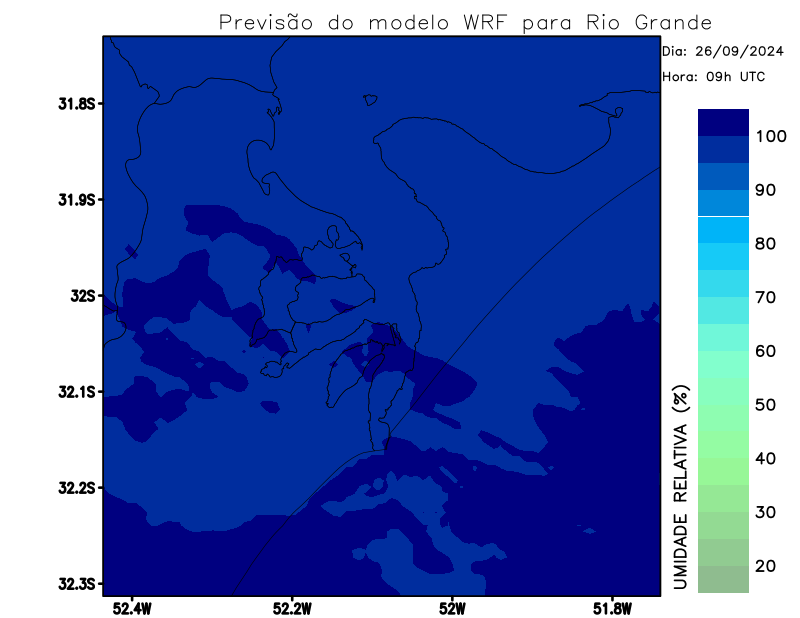 Previsão do modelo WRF para Rio Grande
Dia: 26/09/2024
Hora: 09h UTC
31.8S
31.9S
32S
32.1S
32.2S
32.3S
52.4W
52.2W
52W
51.8W
UMIDADE RELATIVA (%)
100
90
80
70
60
50
40
30
20